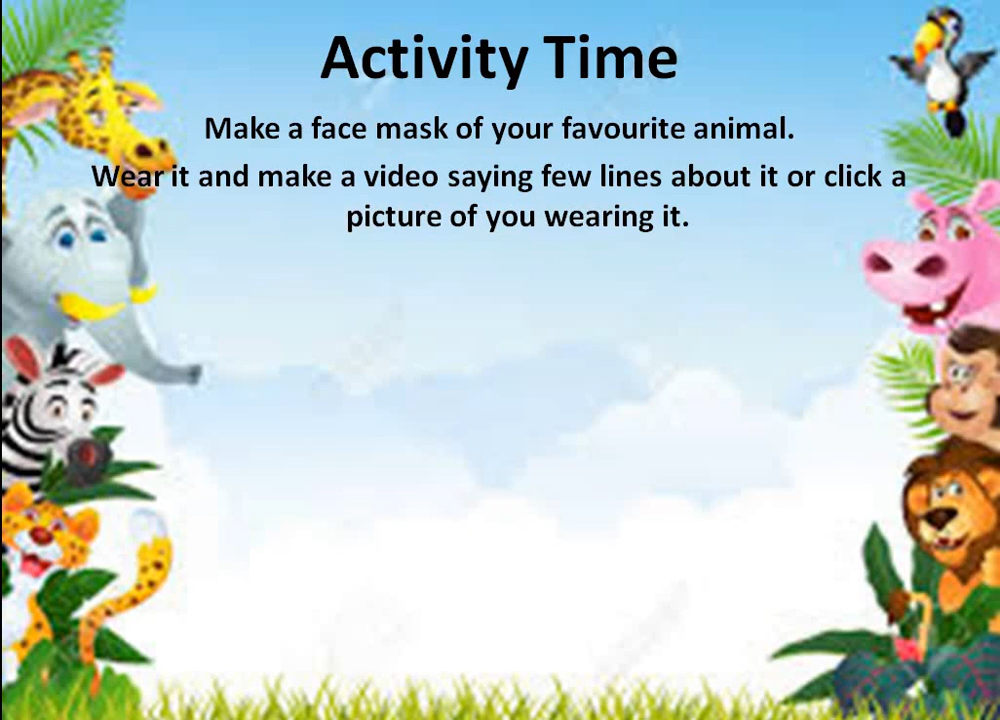 Activity Time
Make a face mask of your favourite animal.
Wear it and make a video saying few lines about it or click a
picture of you wearing it.